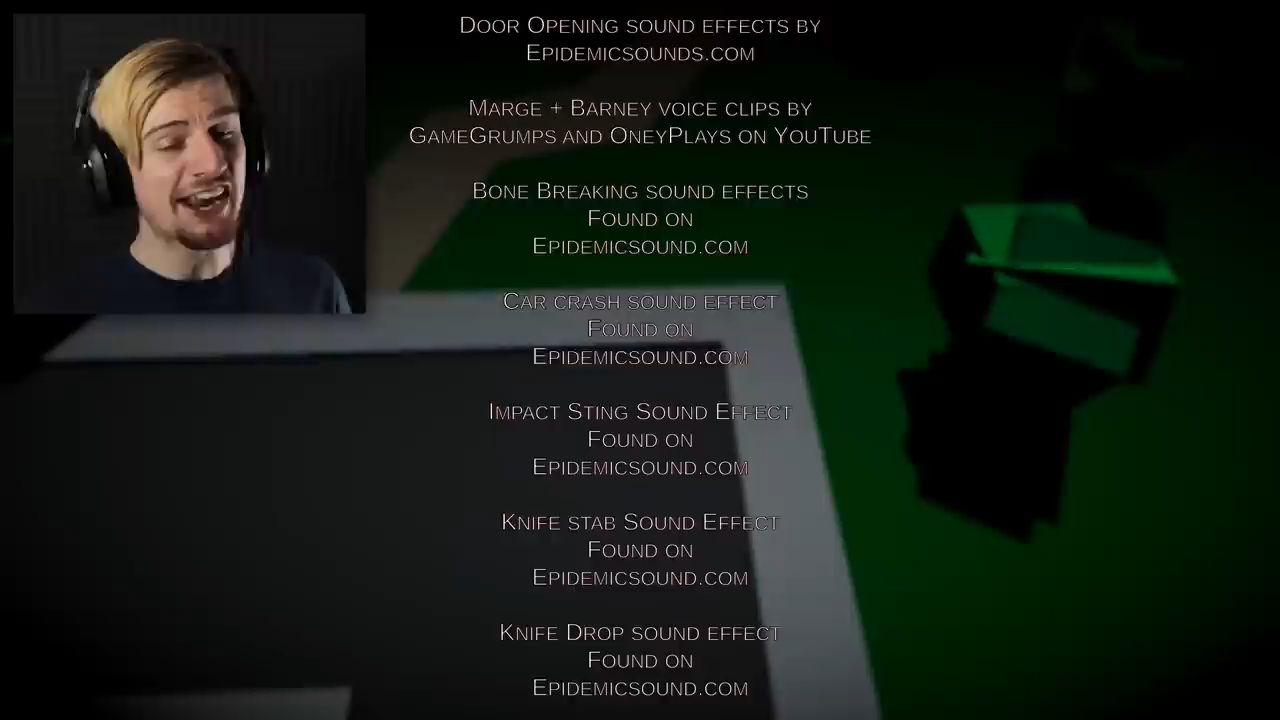 Door Opening sound effects by
Epidemicsounds.com
Marge + Barney voice clips by
GameGrumps and OneyPlays on YouTube
Bone Breaking sound effects
Found on
Epidemicsound.com
Car crash sound effect
Found on
Epidemicsound.com
Impact Sting Sound Effect
Found on
Epidemicsound.com
Knife stab Sound Effect
Found on
Epidemicsound.com
Knife Drop sound effect
Found on
Epidemicsound.com